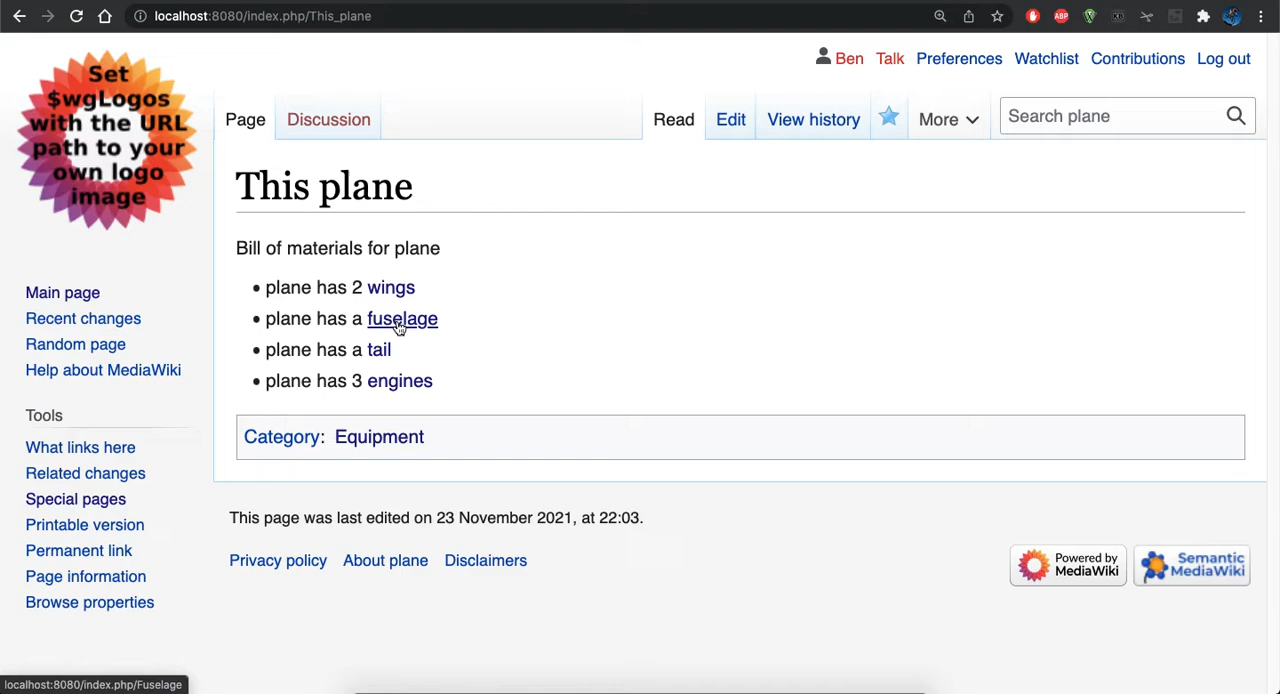 localhost:8080/index.php/This_plane
ABP
Set
$wgLogos
with the URL
path to your
own logo
image
Ben Talk Preferences Watchlist Contributions Log out
Page Discussion Read Edit View history More Search plane
This plane
Bill of materials for plane
• plane has 2 wings
• plane has a fuselage
• plane has a tail
• plane has 3 engines
Category: Equipment
Main page
Recent changes
Random page
Help about MediaWiki
Tools
What links here
Related changes
Special pages
Printable version
Permanent link
Page information
Browse properties
This page was last edited on 23 November 2021, at 22:03.
Privacy policy About plane Disclaimers
Powered by
MediaWiki
Semantic
MediaWiki
localhost:8080/index.php/Fuselage